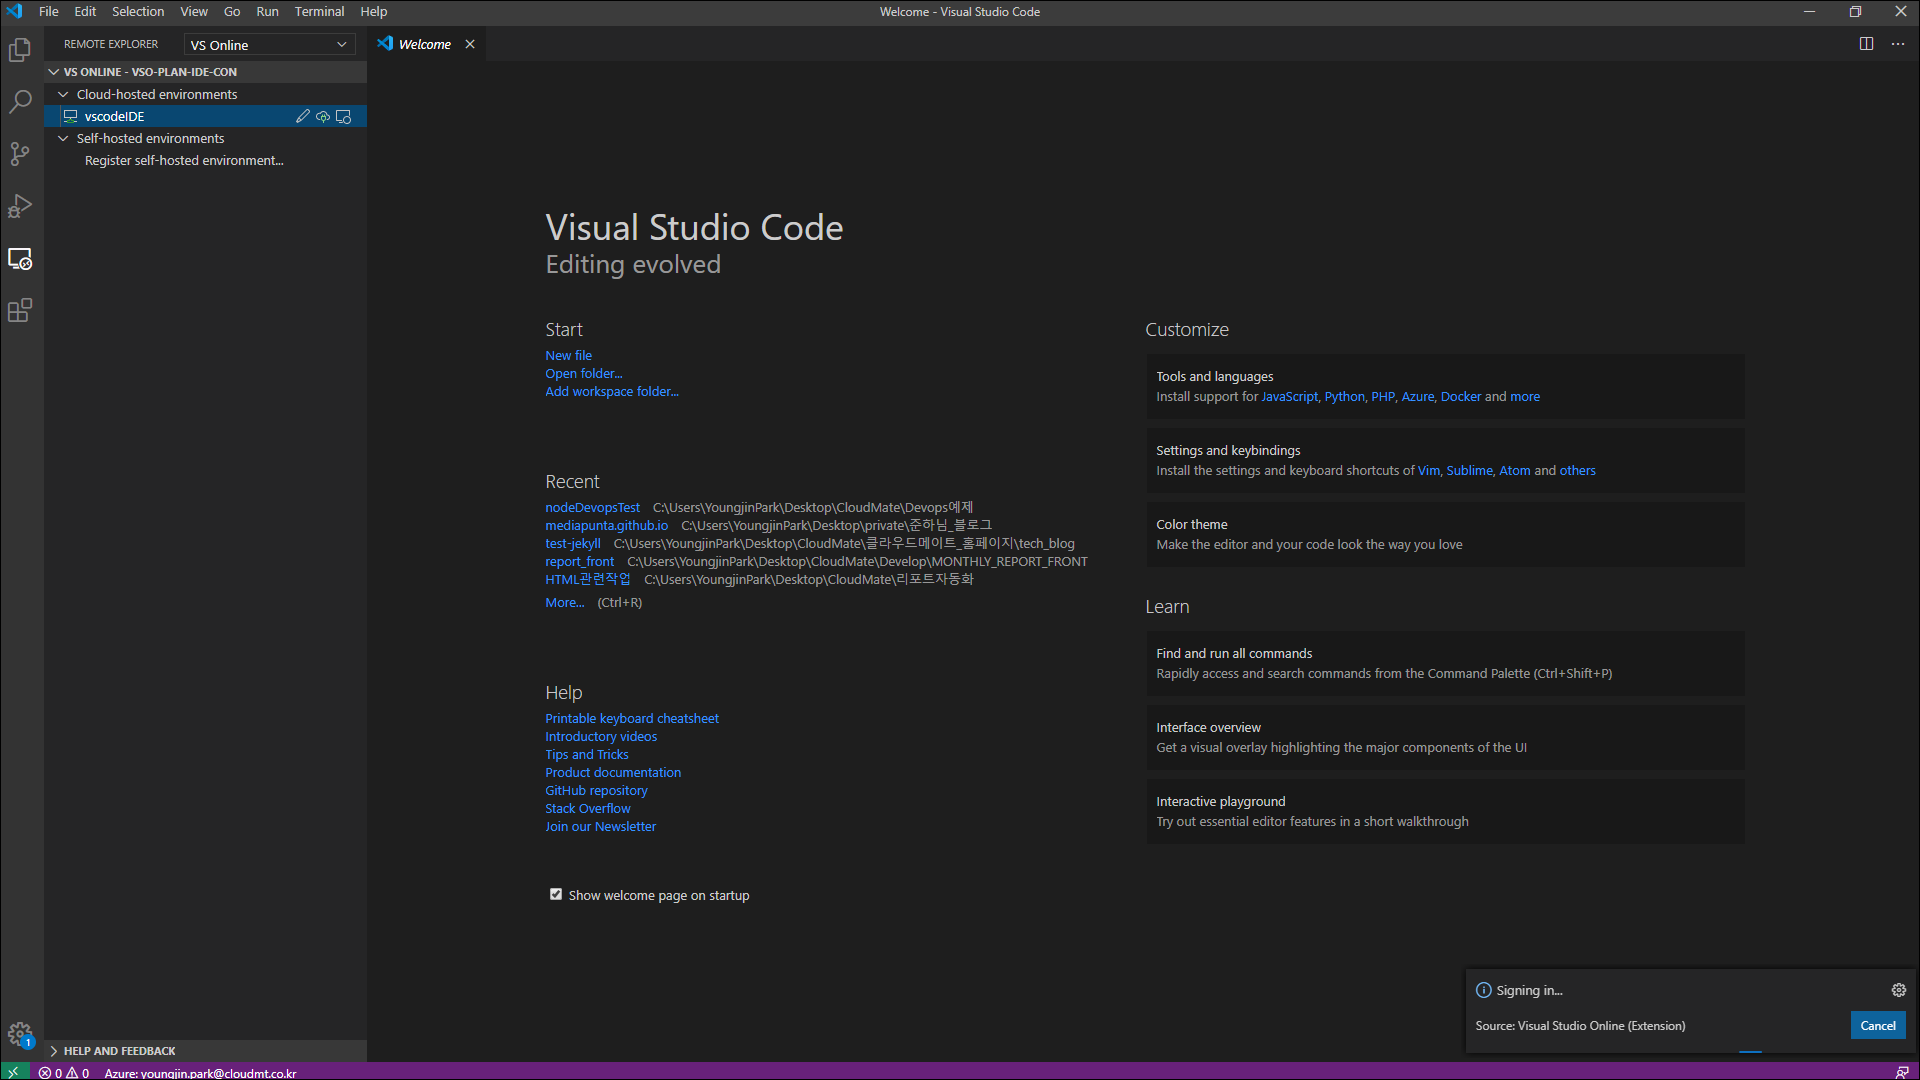 File Edit Selection View Go Run Terminal Help
Welcome - Visual Studio Code
REMOTE EXPLORER
VS Online
Welcome
VS ONLINE - VSO-PLAN-IDE-CON
Cloud-hosted environments
vscodeIDE
Self-hosted environments
Register self-hosted environment...
Visual Studio Code
Editing evolved
Start
New file
Open folder...
Add workspace folder...
Recent
nodeDevopsTest C:\Users\YoungjinPark\Desktop\CloudMate\Devops예제
mediapunta.github.io C:\Users\YoungjinPark\Desktop\private\준하님_블로그
test-jekyll C:\Users\YoungjinPark\Desktop\CloudMate\클라우드메이트_홈페이지\tech_blog
report_front C:\Users\YoungjinPark\Desktop\CloudMate\Develop\MONTHLY_REPORT_FRONT
HTML관련작업 C:\Users\YoungjinPark\Desktop\CloudMate\리포트자동화
More... (Ctrl+R)
Help
Printable keyboard cheatsheet
Introductory videos
Tips and Tricks
Product documentation
GitHub repository
Stack Overflow
Join our Newsletter
Show welcome page on startup
Customize
Tools and languages
Install support for JavaScript, Python, PHP, Azure, Docker and more
Settings and keybindings
Install the settings and keyboard shortcuts of Vim, Sublime, Atom and others
Color theme
Make the editor and your code look the way you love
Learn
Find and run all commands
Rapidly access and search commands from the Command Palette (Ctrl+Shift+P)
Interface overview
Get a visual overlay highlighting the major components of the UI
Interactive playground
Try out essential editor features in a short walkthrough
Signing in...
Source: Visual Studio Online (Extension)
Cancel
1
HELP AND FEEDBACK
0 0 Azure: youngjin.park@cloudmt.co.kr